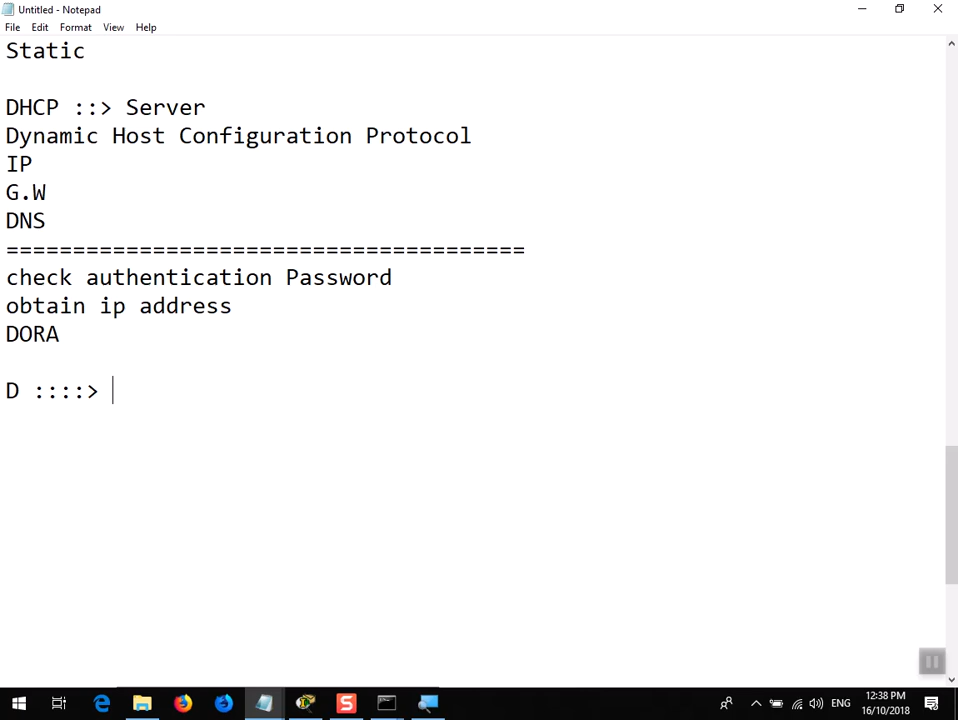 Untitled - Notepad
File Edit Format View Help
Static
DHCP ::> Server
Dynamic Host Configuration Protocol
IP
G.W
DNS
=======================================
check authentication Password
obtain ip address
DORA
D ::::>
ENG
12:38 PM
16/10/2018